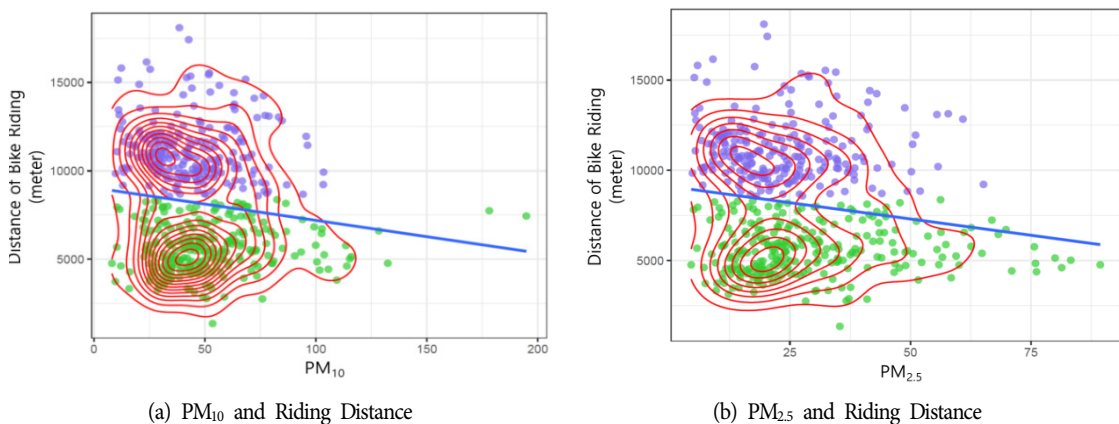 Distance of Bike Riding
(meter)
15000
10000
5000
0
50
100
150
200
PM₁₀
(a) PM₁₀ and Riding Distance
Distance of Bike Riding
(meter)
15000
10000
5000
25
50
75
PM₂.₅
(b) PM₂.₅ and Riding Distance